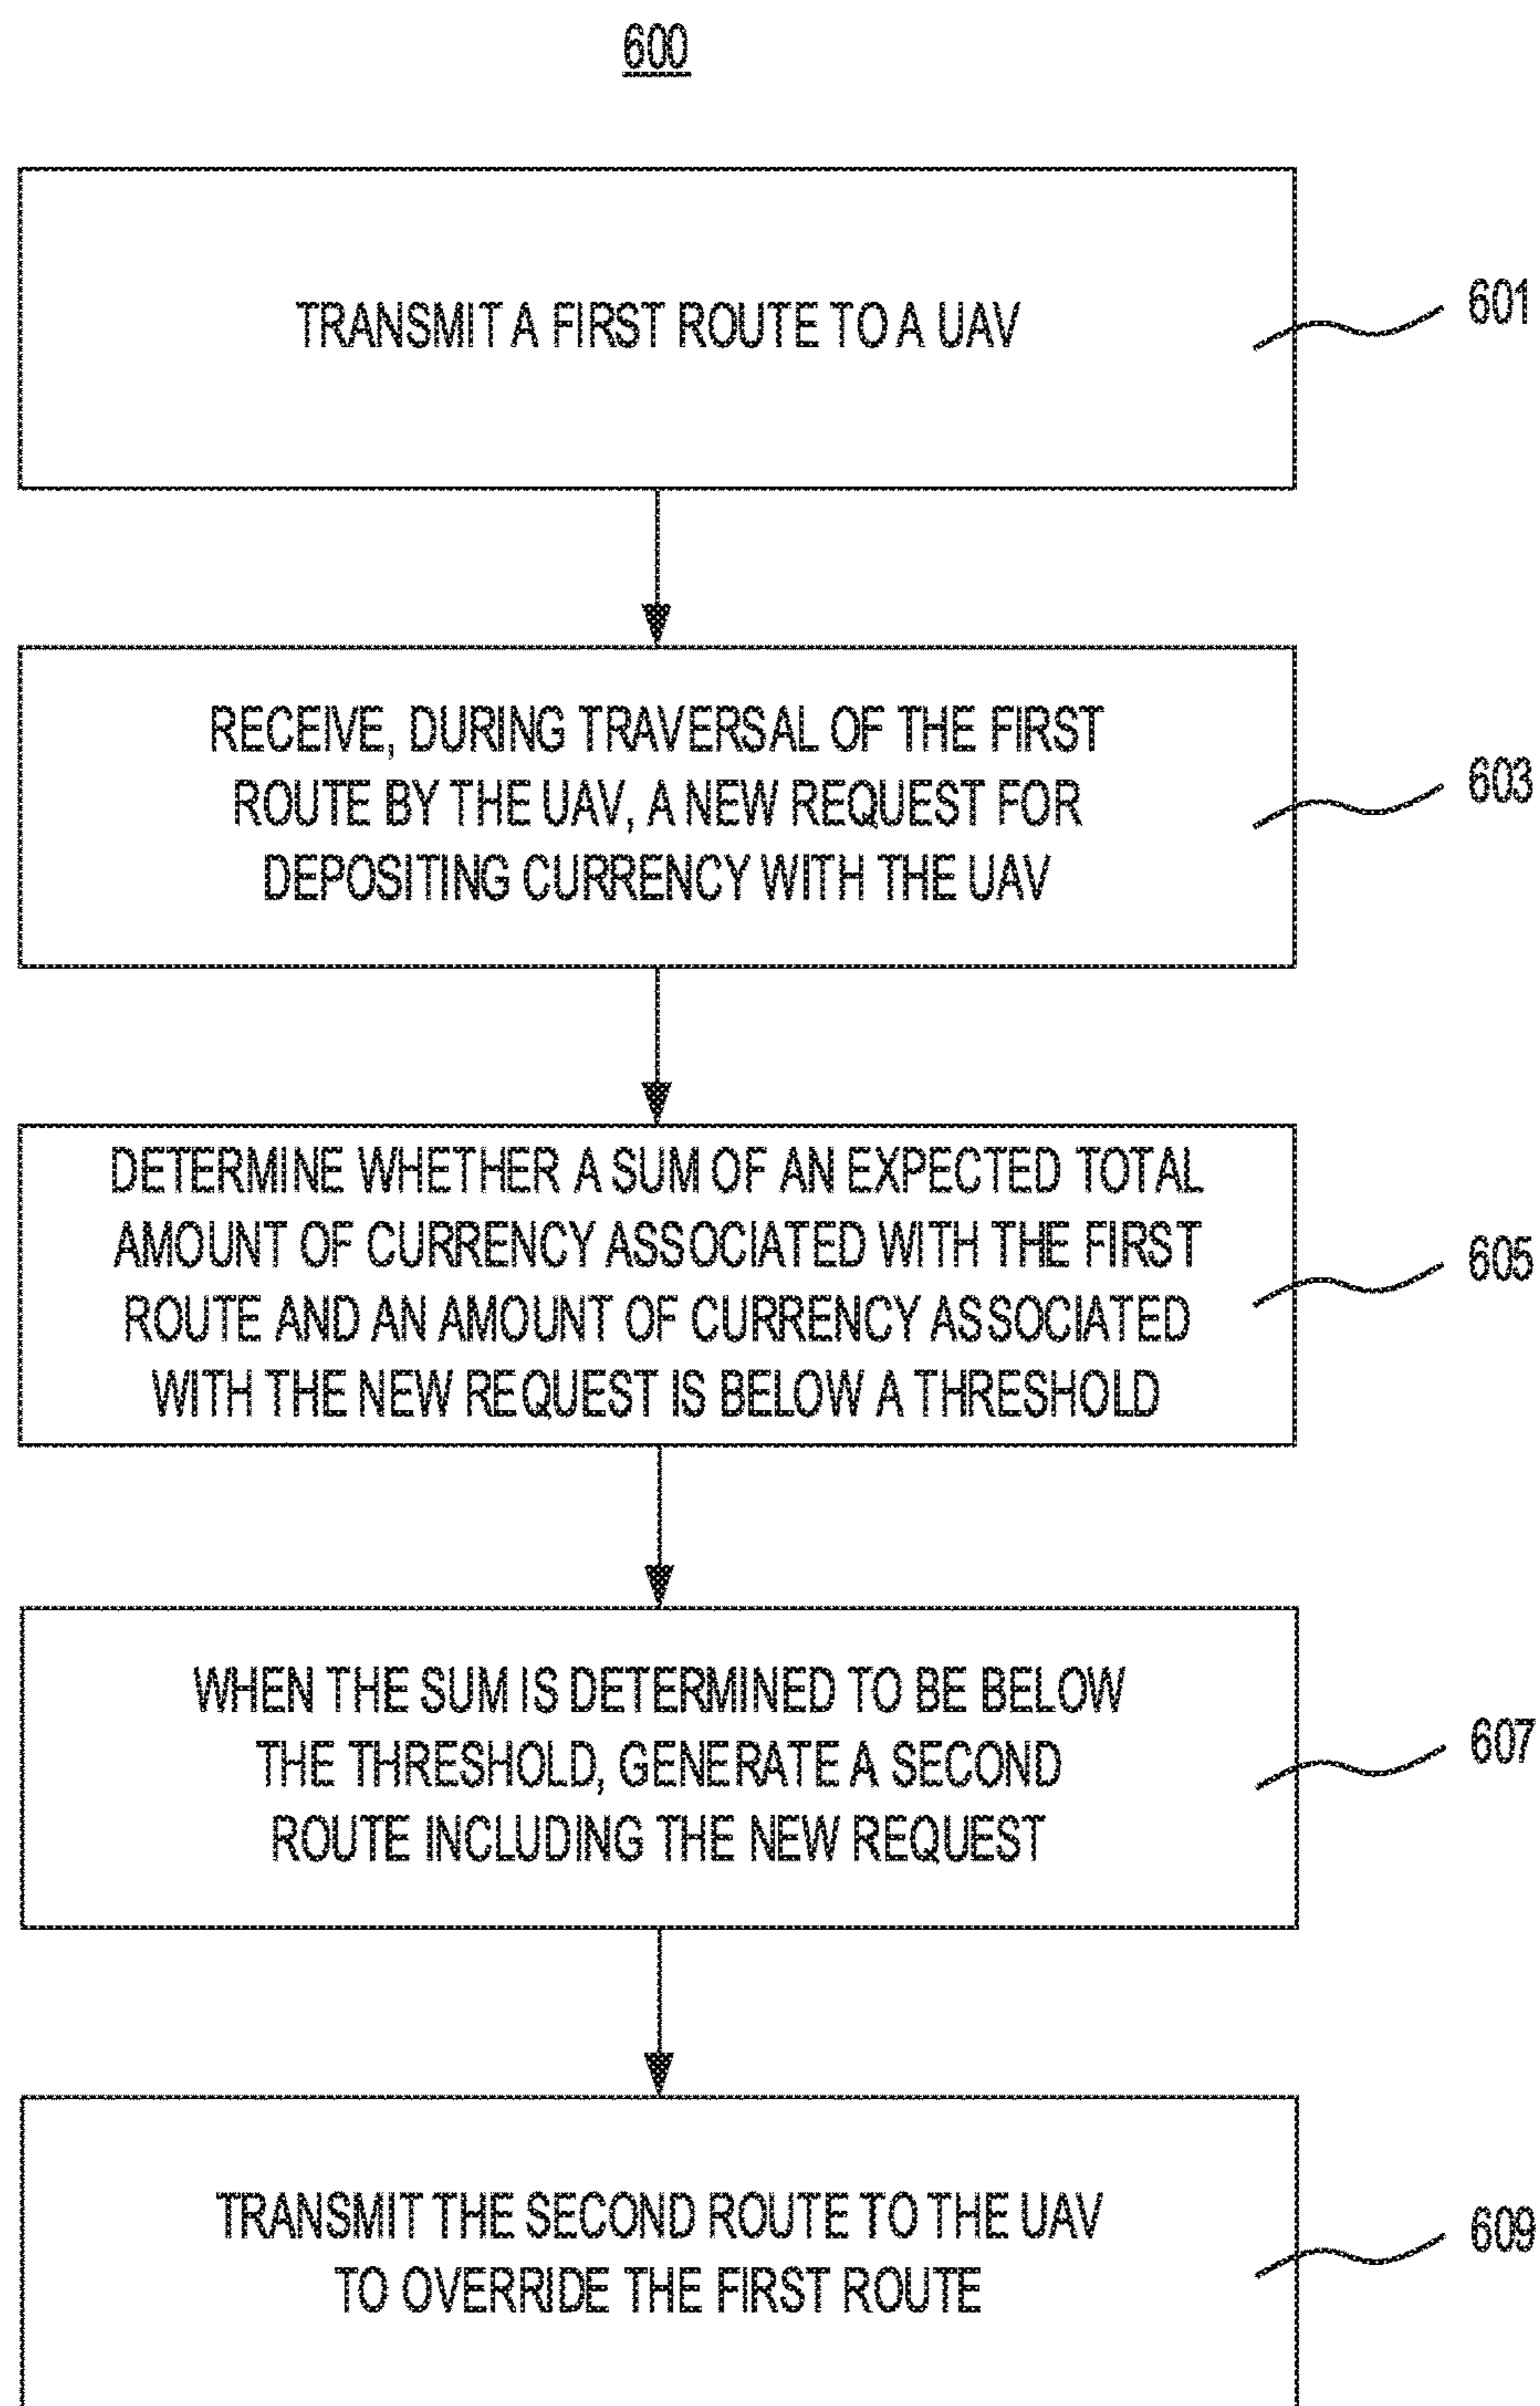 600
TRANSMIT A FIRST ROUTE TO A UAV
601
RECEIVE, DURING TRAVERSAL OF THE FIRST
ROUTE BY THE UAV, A NEW REQUEST FOR
DEPOSITING CURRENCY WITH THE UAV
603
DETERMINE WHETHER A SUM OF AN EXPECTED TOTAL
AMOUNT OF CURRENCY ASSOCIATED WITH THE FIRST
ROUTE AND AN AMOUNT OF CURRENCY ASSOCIATED
WITH THE NEW REQUEST IS BELOW A THRESHOLD
605
WHEN THE SUM IS DETERMINED TO BE BELOW
THE THRESHOLD, GENERATE A SECOND
ROUTE INCLUDING THE NEW REQUEST
607
TRANSMIT THE SECOND ROUTE TO THE UAV
TO OVERRIDE THE FIRST ROUTE
609